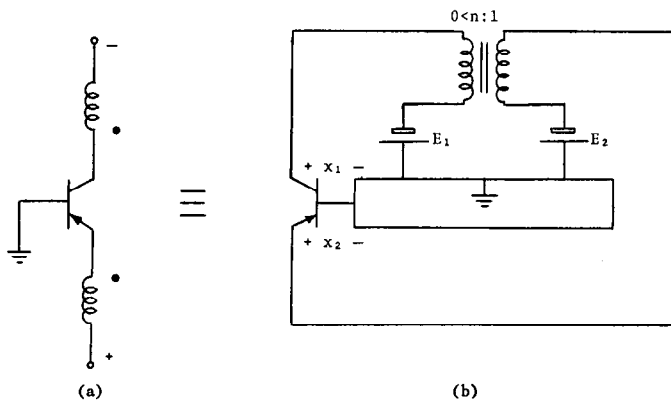 0<n:1
−
E₁
E₂
+ x₁ −
+ x₂ −
+
(a)
(b)